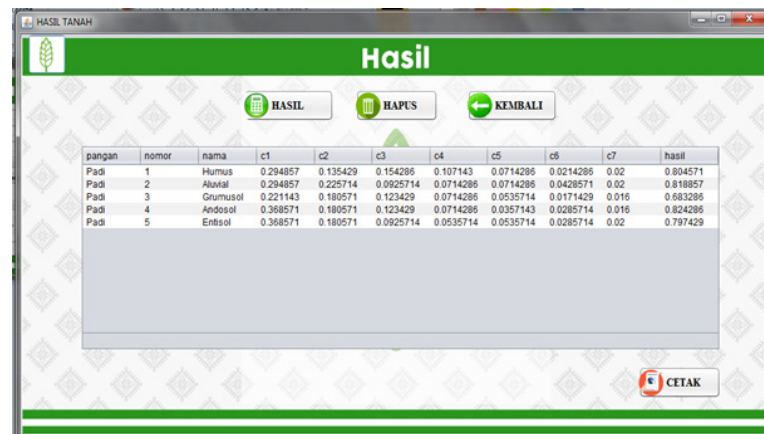 HASIL TANAH
Hasil
HASIL HAPUS KEMBALI
pangan nomor nama c1 c2 c3 c4 c5 c6 c7 hasil
Padi 1 Humus 0.294857 0.135429 0.154286 0.107143 0.0714286 0.0214286 0.02 0.804571
Padi 2 Aluvial 0.294857 0.225714 0.0925714 0.0714286 0.0714286 0.0428571 0.02 0.818857
Padi 3 Grumusol 0.221143 0.180571 0.123429 0.0714286 0.0535714 0.0171429 0.016 0.683286
Padi 4 Andosol 0.368571 0.180571 0.123429 0.0714286 0.0357143 0.0285714 0.016 0.824286
Padi 5 Entisol 0.368571 0.180571 0.0925714 0.0535714 0.0535714 0.0285714 0.02 0.797429
CETAK